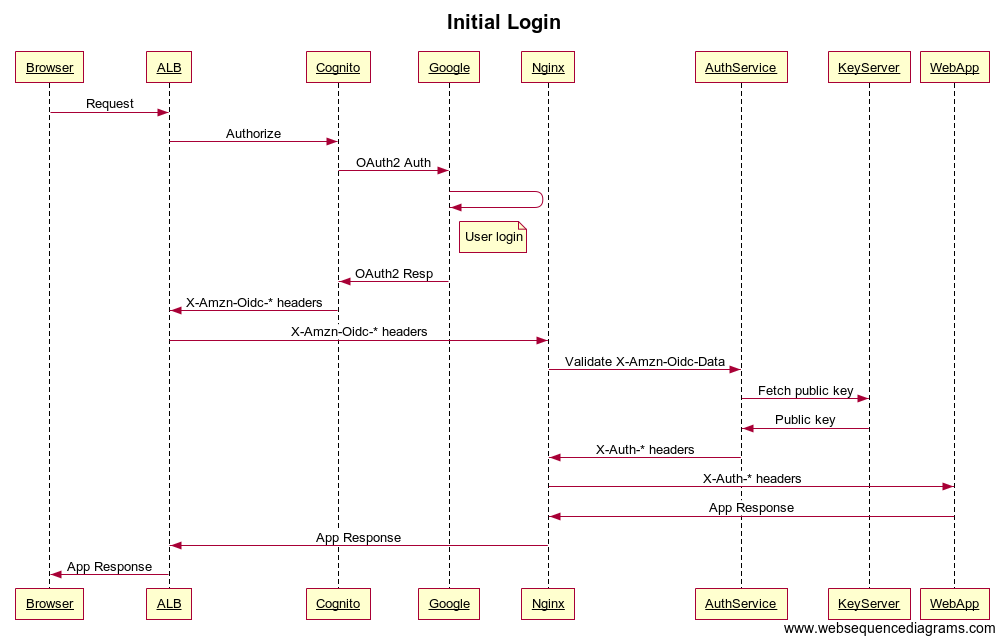 Initial Login
Browser ALB Cognito Google Nginx AuthService KeyServer WebApp
Request
Authorize
OAuth2 Auth
User login
OAuth2 Resp
X-Amzn-Oidc-* headers
X-Amzn-Oidc-* headers
Validate X-Amzn-Oidc-Data
Fetch public key
Public key
X-Auth-* headers
X-Auth-* headers
App Response
App Response
App Response
Browser ALB Cognito Google Nginx AuthService KeyServer WebApp
www.websequencediagrams.com